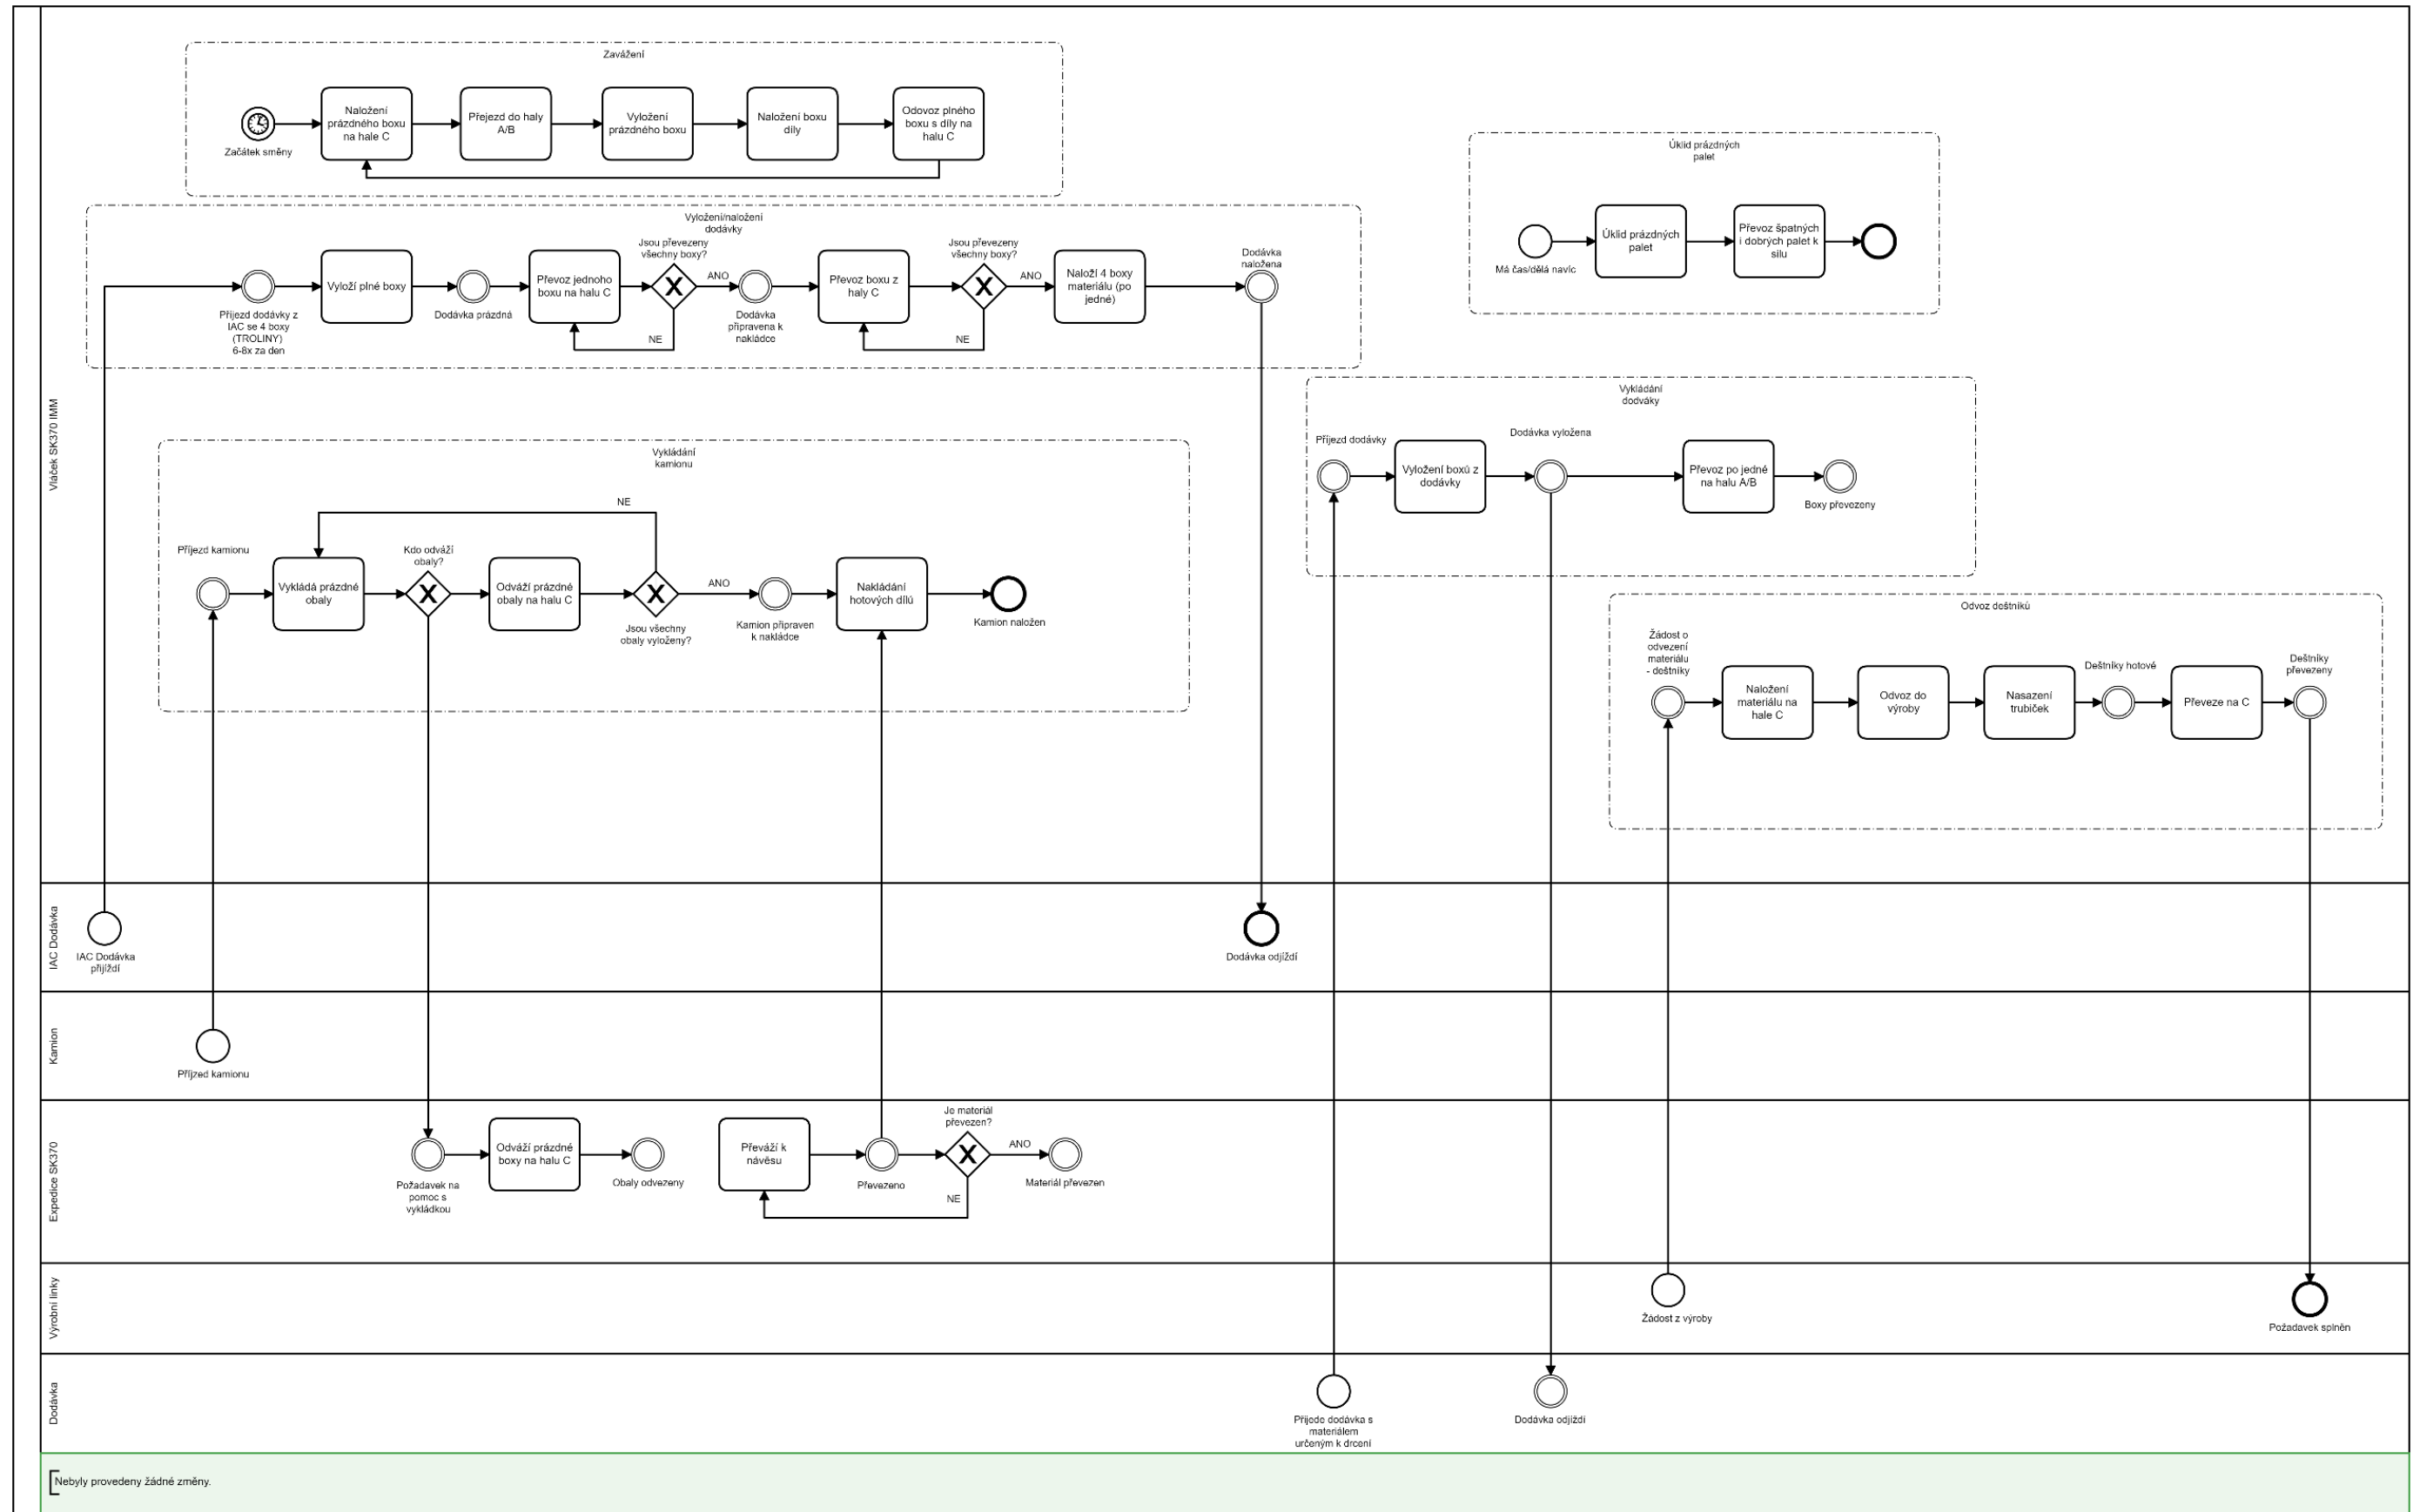 Zavážení
Začátek směny
Naložení
prázdného boxu
na hale C
Přejezd do haly
A/B
Vyložení
prázdného boxu
Naložení boxu
díly
Odovoz plného
boxu s díly na
halu C
Úklid prázdných
palet
Má čas/dělá navíc
Úklid prázdných
palet
Převoz špatných
i dobrých palet k
silu
Vyložení/naložení
dodávky
Příjezd dodávky z
IAC se 4 boxy
(TROLINY)
6-8x za den
Vyloží plné boxy
Dodávka prázdná
Převoz jednoho
boxu na halu C
Jsou převezeny
všechny boxy?
ANO
NE
Dodávka
připravena k
nakládce
Převoz boxu z
haly C
Jsou převezeny
všechny boxy?
ANO
NE
Naloží 4 boxy
materiálu (po
jedné)
Dodávka
naložena
Vláček SK370 IMM
Vykládání
dodváky
Příjezd dodávky
Vyložení boxů z
dodávky
Dodávka vyložena
Převoz po jedné
na halu A/B
Boxy převezeny
Vykládání
kamionu
Příjezd kamionu
Vykládá prázdné
obaly
Kdo odváží
obaly?
Odváží prázdné
obaly na halu C
NE
Jsou všechny
obaly vyloženy?
ANO
Kamion připraven
k nakládce
Nakládání
hotových dílů
Kamion naložen
Odvoz deštníků
Žádost o
odvezení
materiálu
- deštníky
Naložení
materiálu na
hale C
Odvoz do
výroby
Nasazení
trubiček
Deštníky hotové
Převeze na C
Deštníky
převezeny
IAC Dodávka
IAC Dodávka
přijíždí
Dodávka odjíždí
Kamion
Příjzed kamionu
Expedice SK370
Požadavek na
pomoc s
vykládkou
Odváží prázdné
boxy na halu C
Obaly odvezeny
Převáží k
návěsu
Převezeno
Je materiál
převezen?
ANO
NE
Materiál převezen
Výrobní linky
Žádost z výroby
Požadavek splněn
Dodávka
Přijede dodávka s
materiálem
určeným k drcení
Dodávka odjíždí
Nebyly provedeny žádné změny.